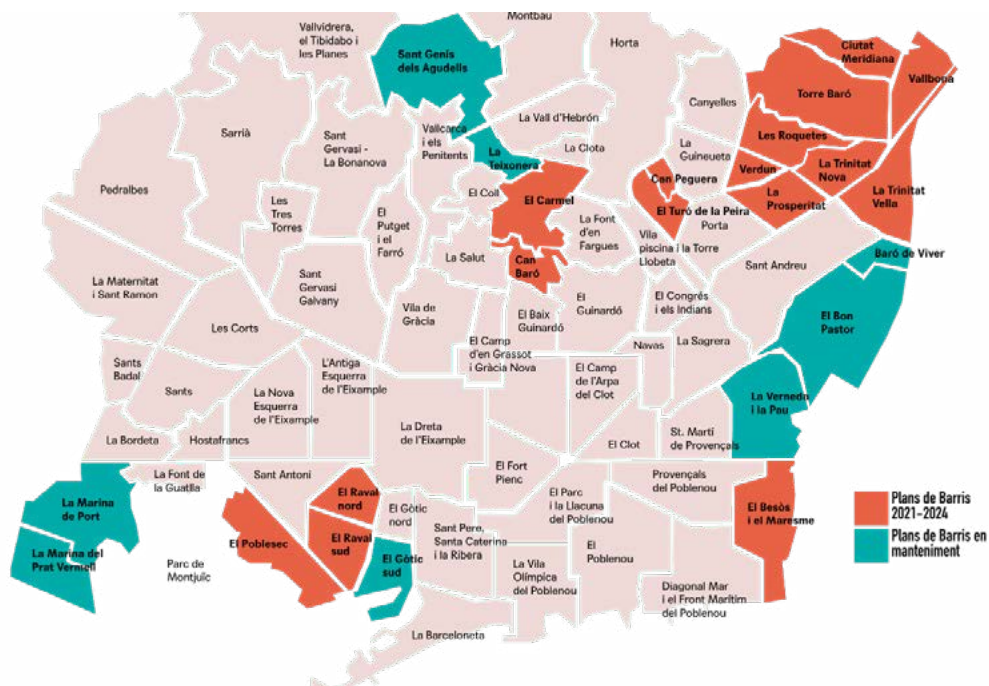 Montbau
Vallvidrera,
el Tibidabo i
les Planes
Sant Genís
dels Agudells
Horta
Ciutat
Meridiana
Vallbona
Torre Baró
Canyelles
Sarrià
Sant
Gervasi -
La Bonanova
Vallcarca
i els
Penitents
La Vall d'Hebrón
La Clota
La
Teixonera
La
Guineueta
Les Roquetes
Verdun
La Trinitat
Nova
La
Prosperitat
La Trinitat
Vella
Pedralbes
Les
Tres
Torres
El
Putget
i el
Farró
El Coll
El Carmel
Can Peguera
El Turó de la Peira
Porta
La Font
d'en
Fargues
Vila
piscina i la Torre
Llobeta
La Salut
Can
Baró
Sant Andreu
Baró de Viver
La Maternitat
i Sant Ramon
Sant
Gervasi
Galvany
Vila de
Gràcia
El Baix
Guinardó
El
Guinardó
El Congrés
i els Indians
El Bon
Pastor
Les Corts
El Camp
d'en Grassot
i Gràcia Nova
Navas
La Sagrera
Sants
Badal
Sants
L'Antiga
Esquerra
de l'Eixample
La Nova
Esquerra
de l'Eixample
El Camp
de l'Arpa
del Clot
La Verneda
i la Pau
La Bordeta
Hostafrancs
La Dreta
de l'Eixample
El Clot
St. Martí
de Provençals
La Font de
la Guatlla
Sant Antoni
El Fort
Pienc
Provençals
del Poblenou
La Marina
de Port
El Raval
nord
El Gòtic
nord
El Parc
i la Llacuna
del Poblenou
El Besòs
i el Maresme
Plans de Barris
2021-2024
Plans de Barris en
manteniment
La Marina del
Prat Vermell
Parc de
Montjuïc
El Poblesec
El Raval
sud
El Gòtic
sud
Sant Pere,
Santa Caterina
i la Ribera
La Vila
Olímpica
del Poblenou
El
Poblenou
Diagonal Mar
i el Front Marítim
del Poblenou
La Barceloneta